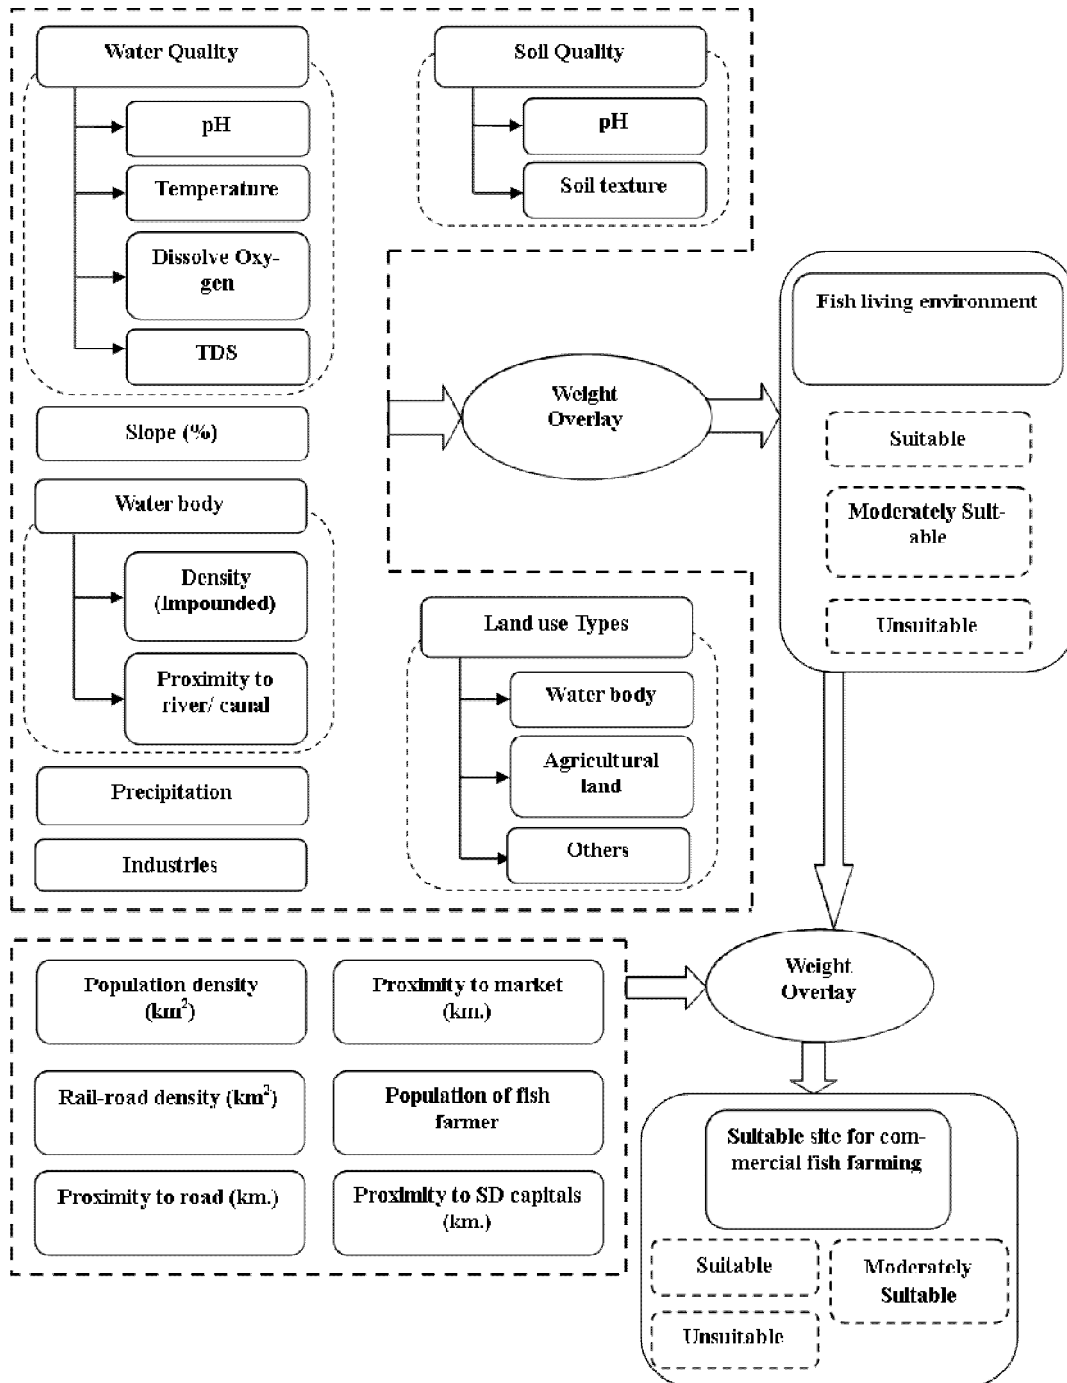 Water Quality
pH
Temperature
Dissolve Oxy-
gen
TDS
Slope (%)
Water body
Density
(Impounded)
Proximity to
river/ canal
Precipitation
Industries
Soil Quality
pH
Soil texture
Weight
Overlay
Land use Types
Water body
Agricultural
land
Others
Fish living environment
Suitable
Moderately Suit-
able
Unsuitable
Population density
(km²)
Proximity to market
(km.)
Rail-road density (km²)
Population of fish
farmer
Proximity to road (km.)
Proximity to SD capitals
(km.)
Weight
Overlay
Suitable site for com-
mercial fish farming
Suitable
Moderately
Suitable
Unsuitable